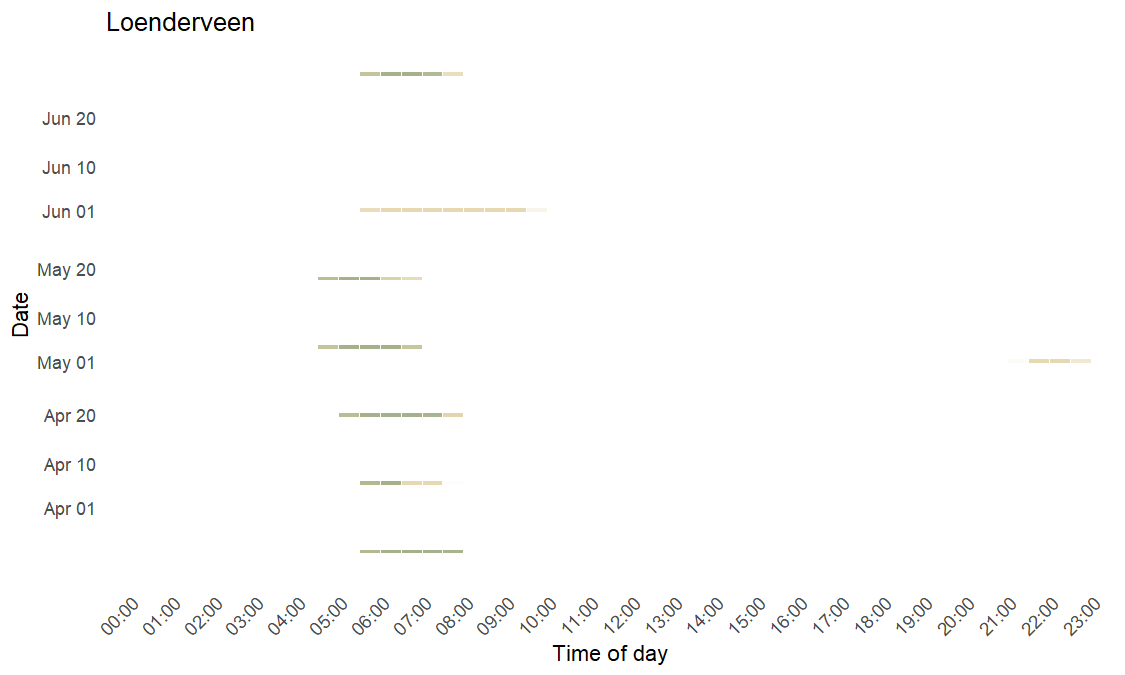 Loenderveen
Jun 20
Jun 10
Jun 01
May 20
May 10
May 01
Apr 20
Apr 10
Apr 01
Date
00:00 01:00 02:00 03:00 04:00 05:00 06:00 07:00 08:00 09:00 10:00 11:00 12:00 13:00 14:00 15:00 16:00 17:00 18:00 19:00 20:00 21:00 22:00 23:00
Time of day